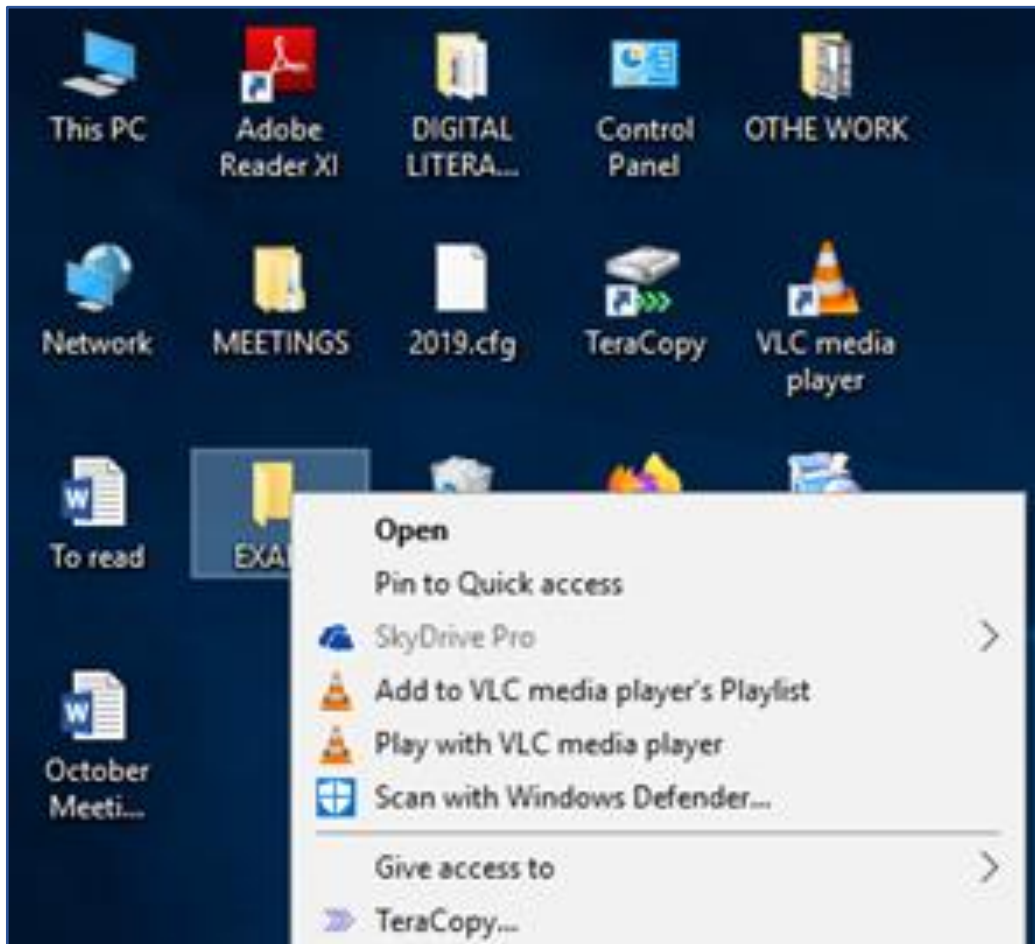 This PC
Adobe
Reader XI
DIGITAL
LITERA...
Control
Panel
OTHE WORK
Network
MEETINGS
2019.cfg
TeraCopy
VLC media
player
To read
EXA
October
Meeti...
Open
Pin to Quick access
SkyDrive Pro
Add to VLC media player's Playlist
Play with VLC media player
Scan with Windows Defender...
Give access to
TeraCopy...